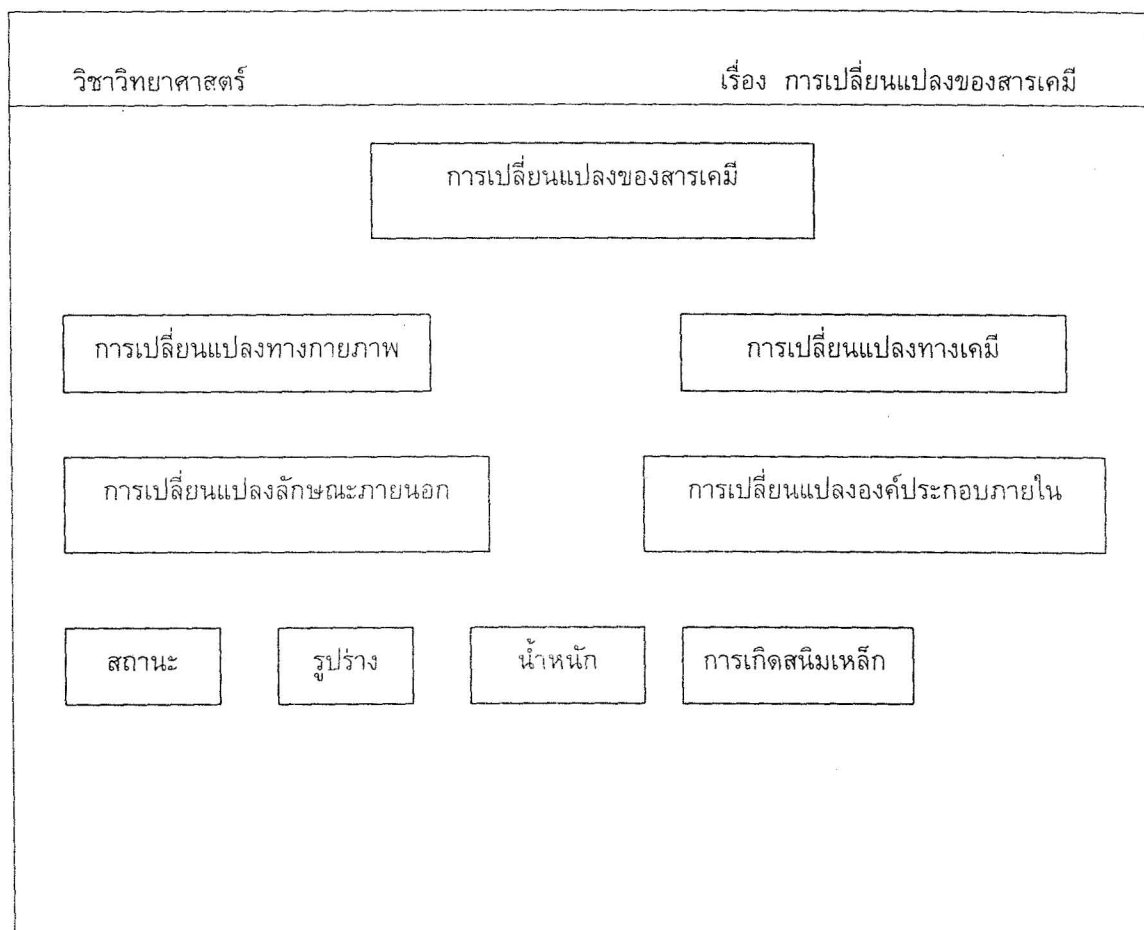 วิชาวิทยาศาสตร์ เรื่อง การเปลี่ยนแปลงของสารเคมี
การเปลี่ยนแปลงของสารเคมี
การเปลี่ยนแปลงทางกายภาพ การเปลี่ยนแปลงทางเคมี
การเปลี่ยนแปลงลักษณะภายนอก การเปลี่ยนแปลงองค์ประกอบภายใน
สถานะ รูปร่าง น้ำหนัก การเกิดสนิมเหล็ก